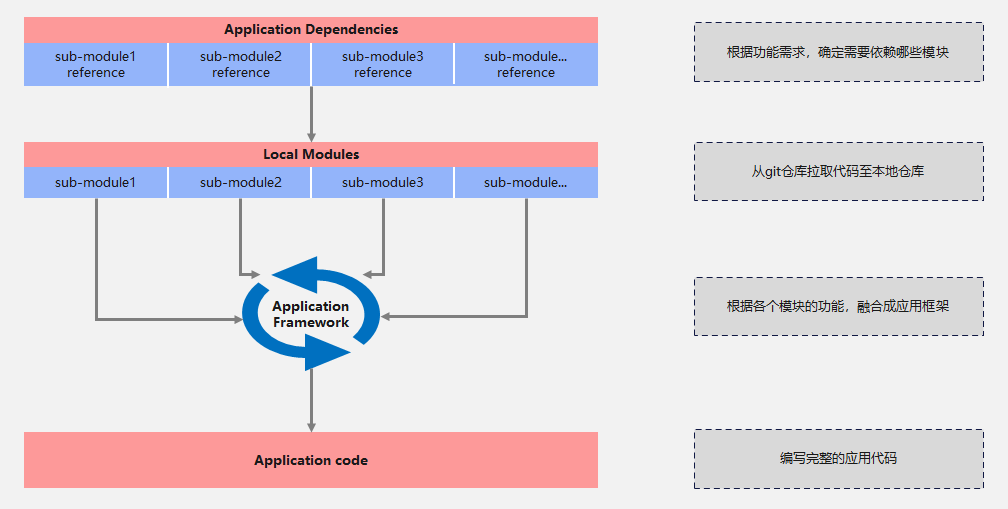 Application Dependencies
sub-module1
reference
sub-module2
reference
sub-module3
reference
sub-module...
reference
根据功能需求，确定需要依赖哪些模块
Local Modules
sub-module1
sub-module2
sub-module3
sub-module...
从git仓库拉取代码至本地仓库
Application
Framework
根据各个模块的功能，融合成应用框架
Application code
编写完整的应用代码